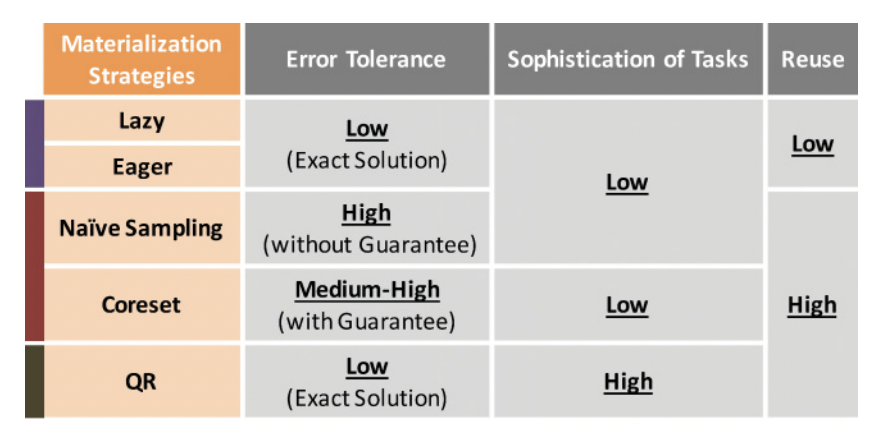 Materialization
Strategies
Error Tolerance
Sophistication of Tasks
Reuse
Lazy
Eager
Low
(Exact Solution)
Low
Low
Naïve Sampling
High
(without Guarantee)
Coreset
Medium-High
(with Guarantee)
Low
High
QR
Low
(Exact Solution)
High